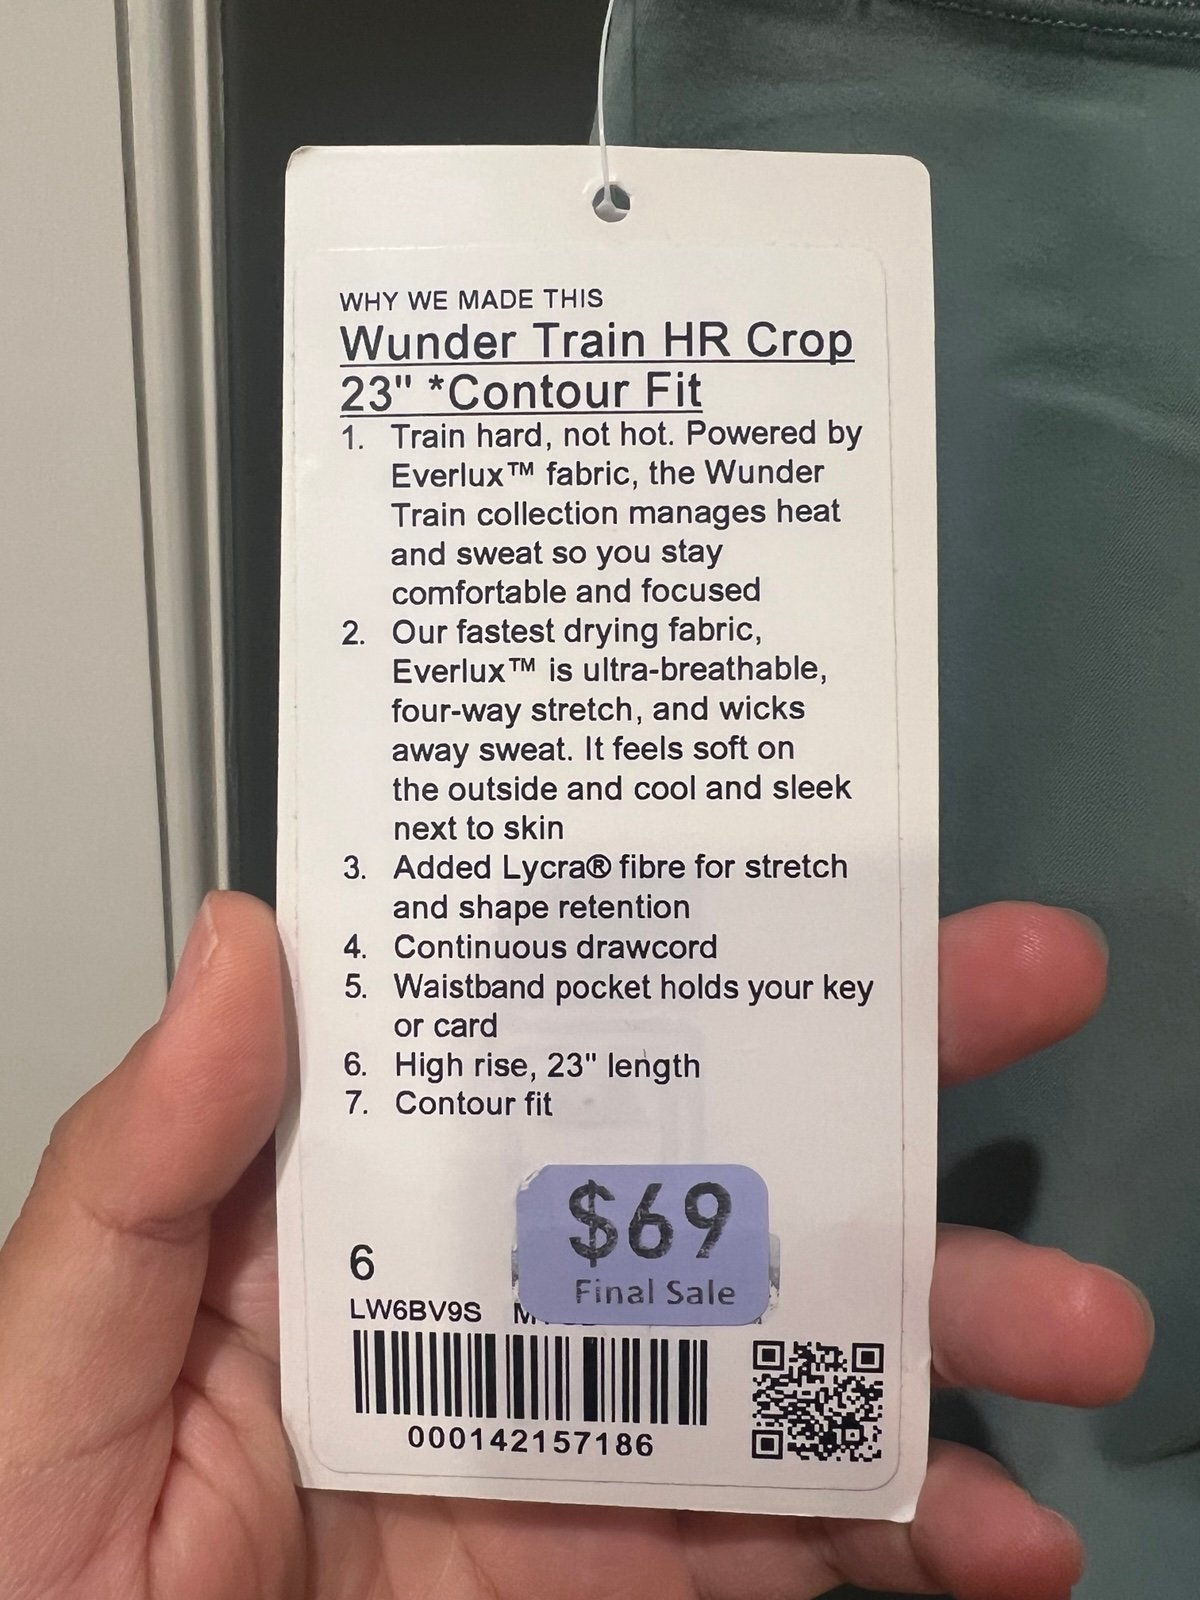 WHY WE MADE THIS
Wunder Train HR Crop
23" *Contour Fit
1. Train hard, not hot. Powered by
Everlux™ fabric, the Wunder
Train collection manages heat
and sweat so you stay
comfortable and focused
2. Our fastest drying fabric,
Everlux™ is ultra-breathable,
four-way stretch, and wicks
away sweat. It feels soft on
the outside and cool and sleek
next to skin
3. Added Lycra® fibre for stretch
and shape retention
4. Continuous drawcord
5. Waistband pocket holds your key
or card
6. High rise, 23" length
7. Contour fit
$69
Final Sale
6
LW6BV9S
000142157186